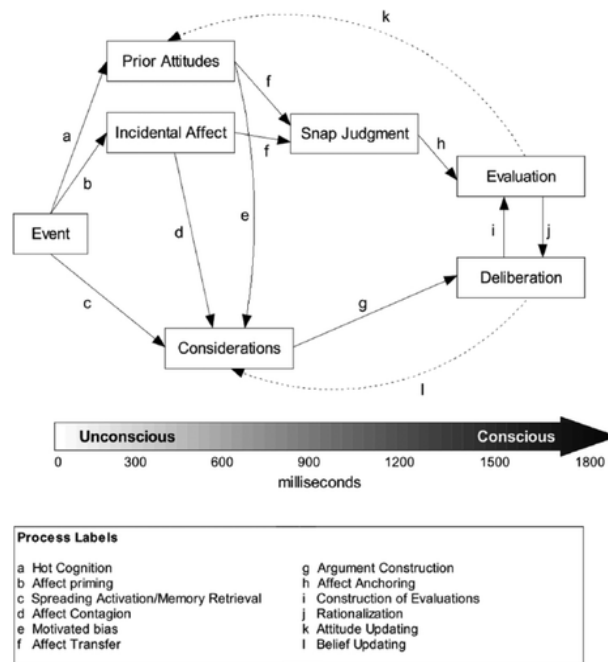 k
Prior Attitudes
f
a
Incidental Affect
Snap Judgment
f
h
b
Evaluation
e
Event
d
i
j
Deliberation
c
g
Considerations
l
Unconscious
Conscious
0 300 600 900 1200 1500 1800
milliseconds
Process Labels
a Hot Cognition
b Affect priming
c Spreading Activation/Memory Retrieval
d Affect Contagion
e Motivated bias
f Affect Transfer
g Argument Construction
h Affect Anchoring
i Construction of Evaluations
j Rationalization
k Attitude Updating
l Belief Updating